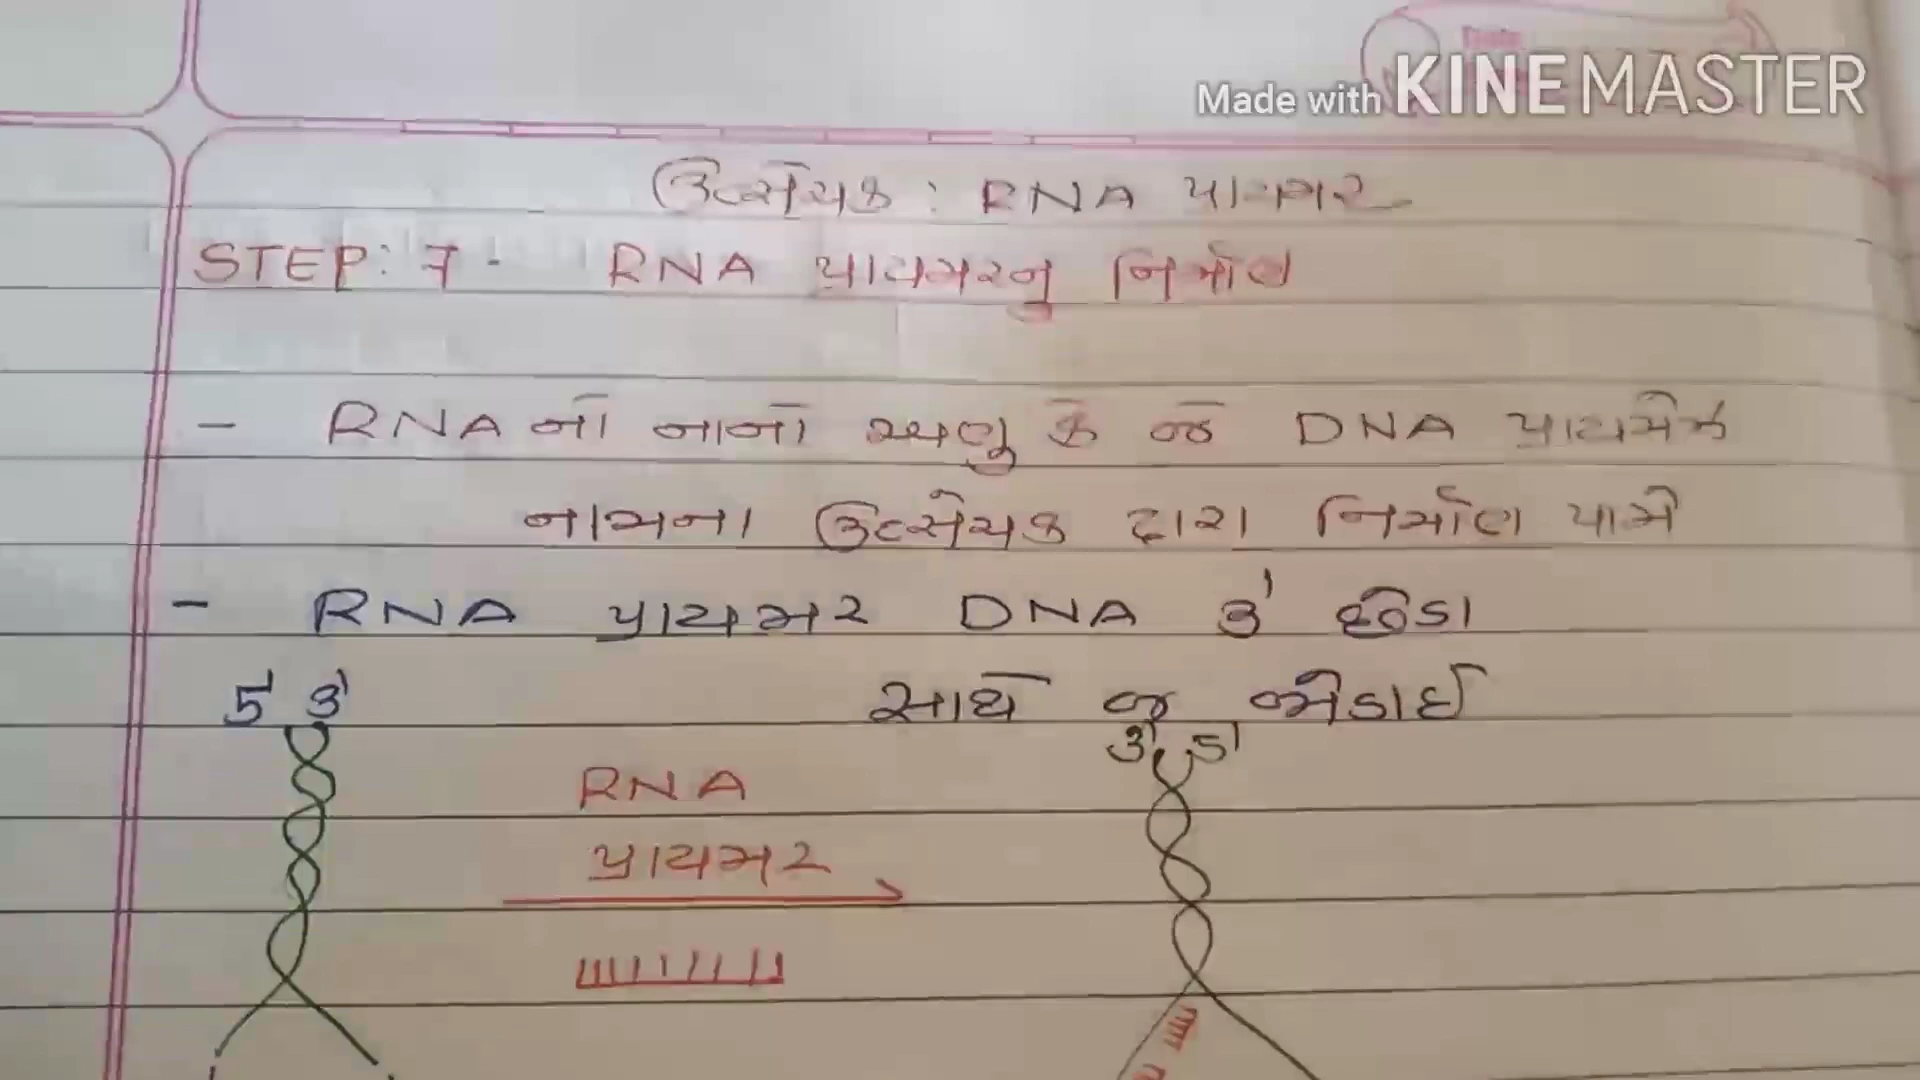 Made with KINEMASTER
ઉત્સેચક : RNA પાયમર
STEP: 7 - RNA પાયમરનુ નિર્માણ
- RNA નો નાનો અણુ કે જે DNA પ્રાયમેઝ
નામના ઉત્સેચક દ્વારા નિર્માણ પામે
- RNA પ્રાયમર DNA 3' છેડા
સાથે જ જોડાઈ
5' 3'
3' 5'
RNA
પ્રાયમર